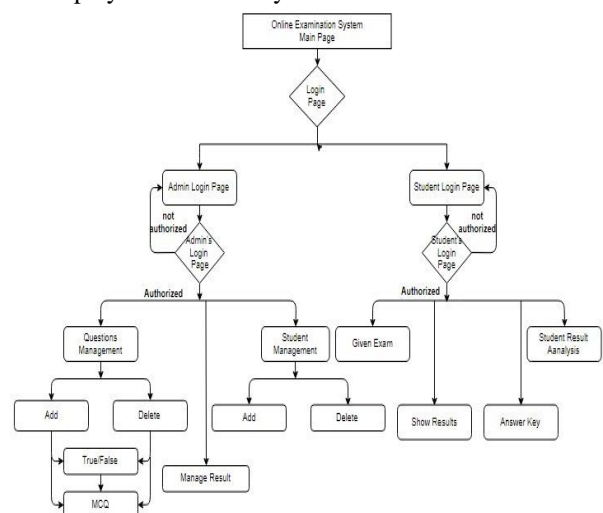 Online Examination System
Main Page
Login
Page
Admin Login Page
Student Login Page
not
authorized
not
authorized
Admin's
Login
Page
Student's
Login
Page
Authorized
Authorized
Questions
Management
Student
Management
Given Exam
Student Result
Aanalysis
Add
Delete
Add
Delete
Show Results
Answer Key
True/False
Manage Result
MCQ